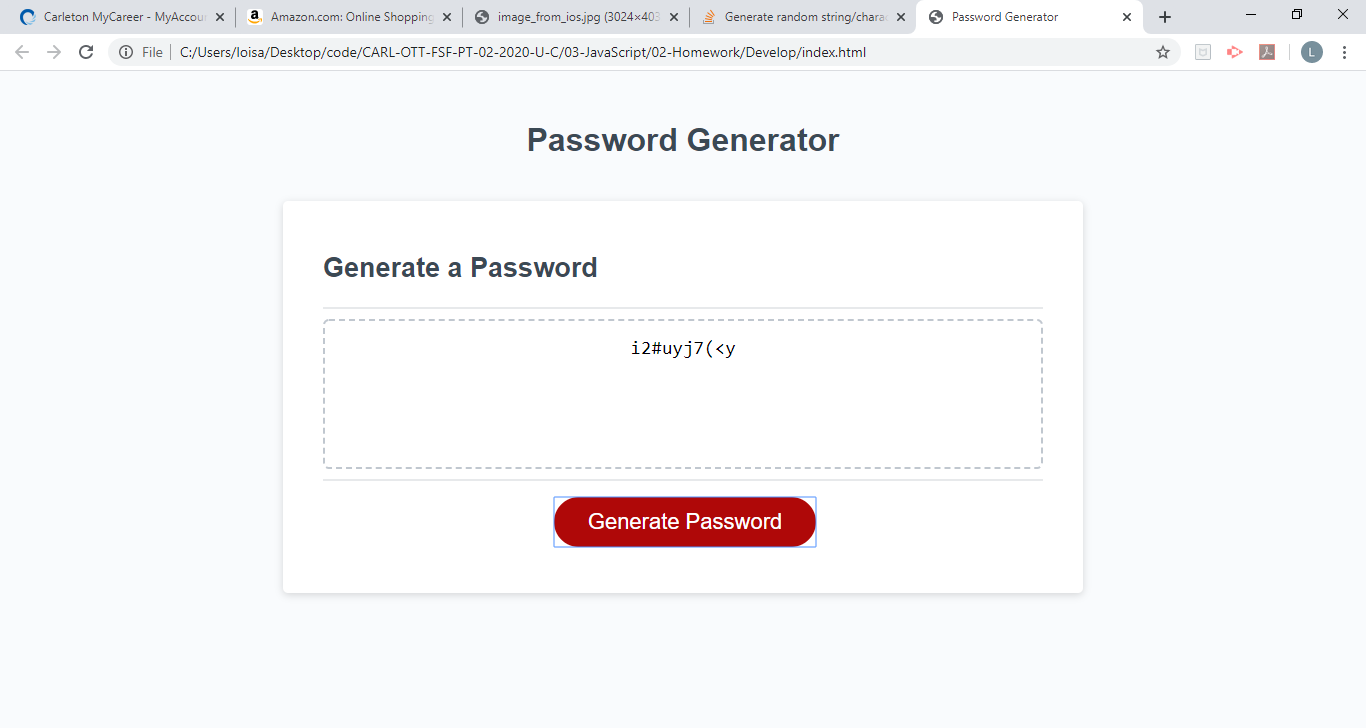 Carleton MyCareer - MyAccou
Amazon.com: Online Shopping
image_from_ios.jpg (3024×403
Generate random string/charac
Password Generator
File
C:/Users/loisa/Desktop/code/CARL-OTT-FSF-PT-02-2020-U-C/03-JavaScript/02-Homework/Develop/index.html
L
Password Generator
Generate a Password
i2#uyj7(<y
Generate Password